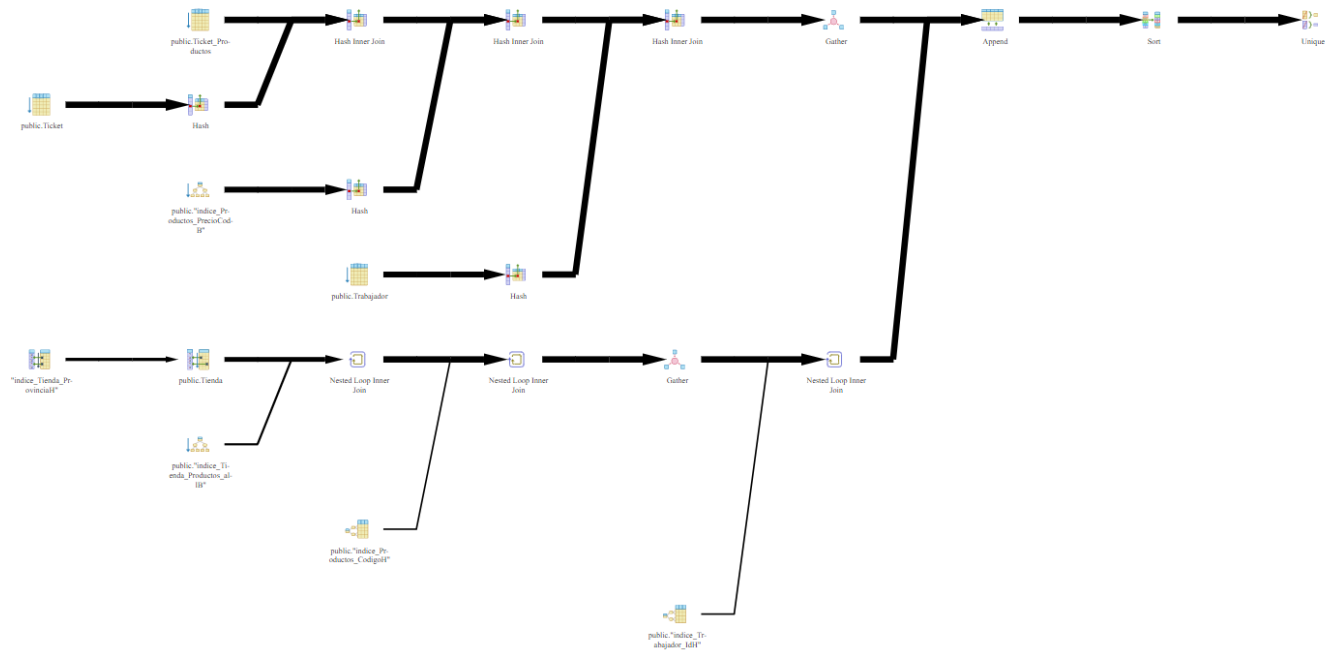 public.Ticket_Pro-
ductos
Hash Inner Join
Hash Inner Join
Hash Inner Join
Gather
Append
Sort
Unique
public.Ticket
Hash
public."indice_Pr-
oductos_PrecioCod-
B"
Hash
public.Trabajador
Hash
"indice_Tienda_Pr-
ovinciaH"
public.Tienda
Nested Loop Inner
Join
Nested Loop Inner
Join
Gather
Nested Loop Inner
Join
public."indice_Ti-
enda_Productos_al-
lB"
public."indice_Pr-
oductos_CodigoH"
public."indice_Tr-
abajador_IdH"